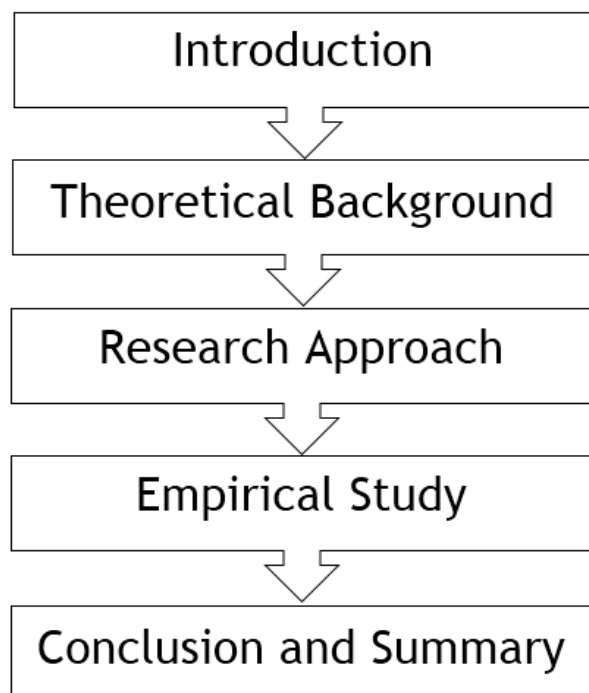 Introduction
Theoretical Background
Research Approach
Empirical Study
Conclusion and Summary